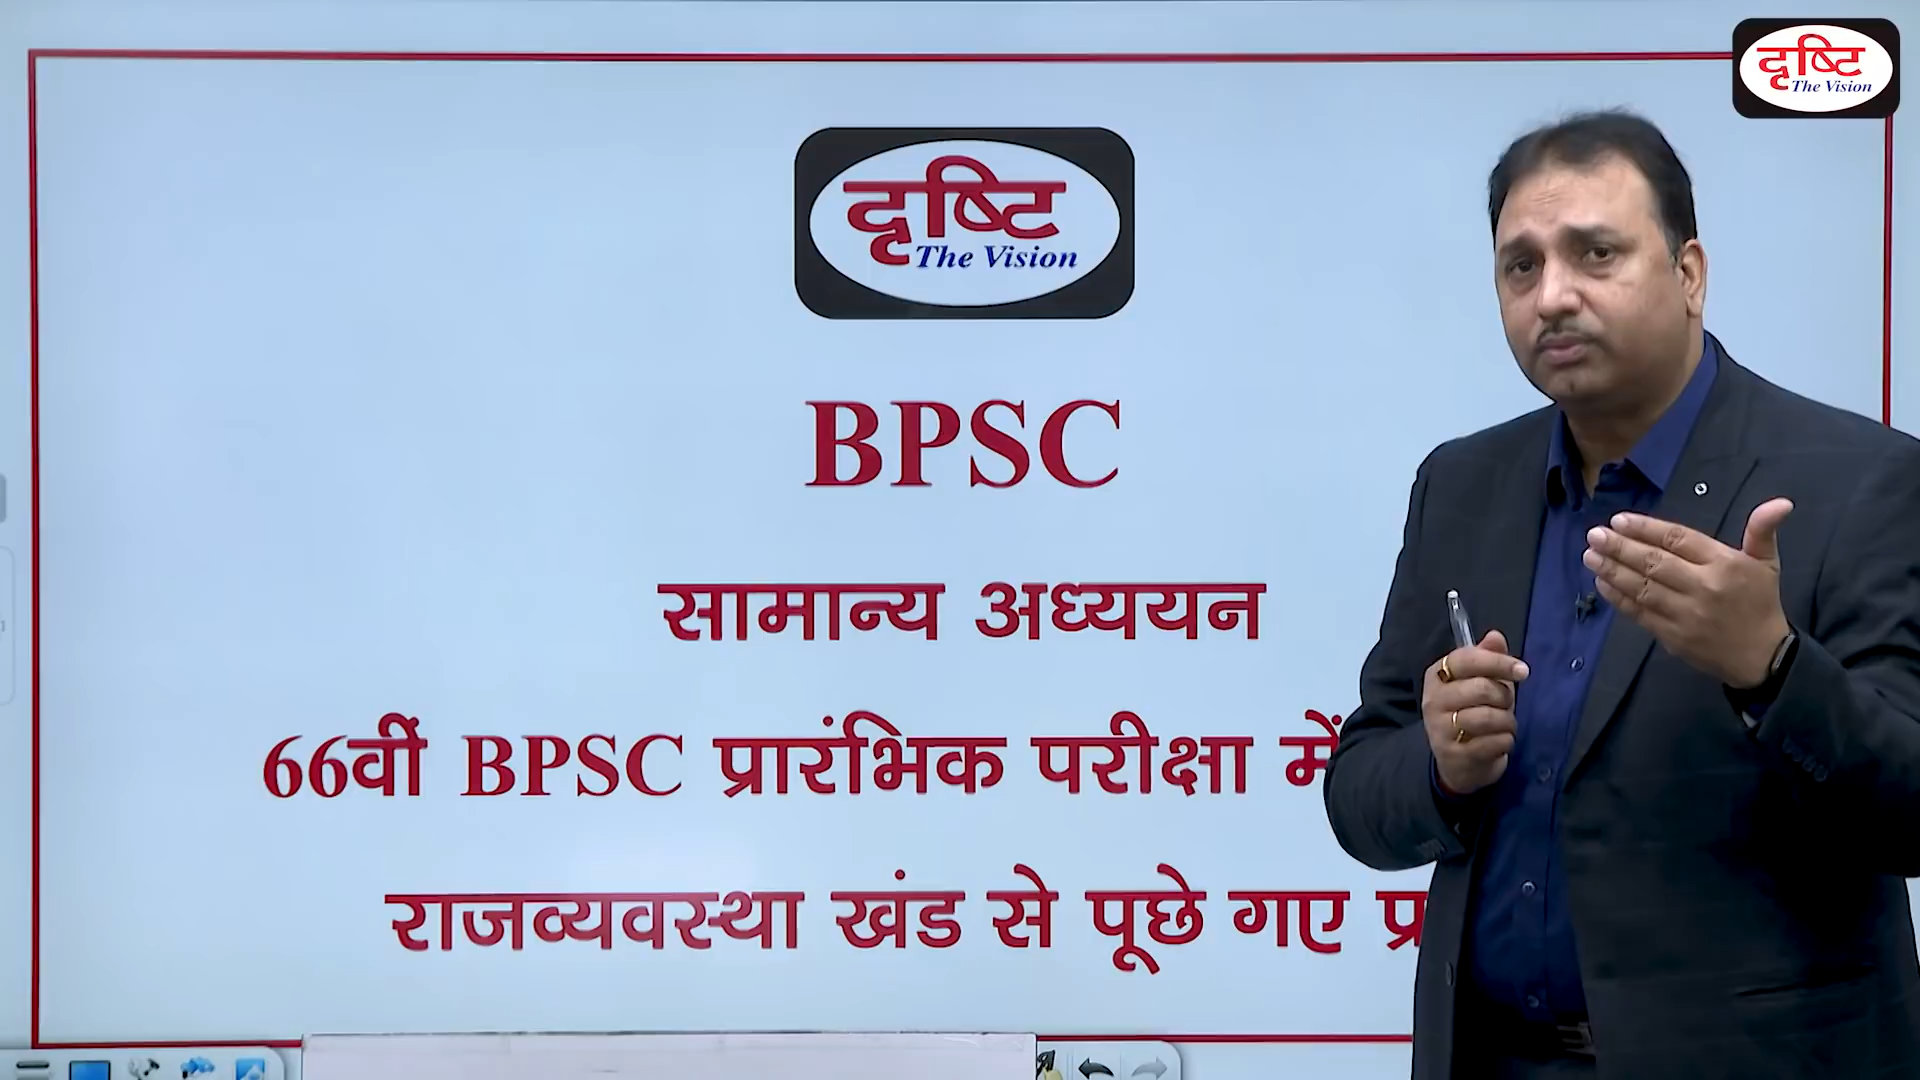 दृष्टि
The Vision
दृष्टि
The Vision
BPSC
सामान्य अध्ययन
66वीं BPSC प्रारंभिक परीक्षा में
राजव्यवस्था खंड से पूछे गए